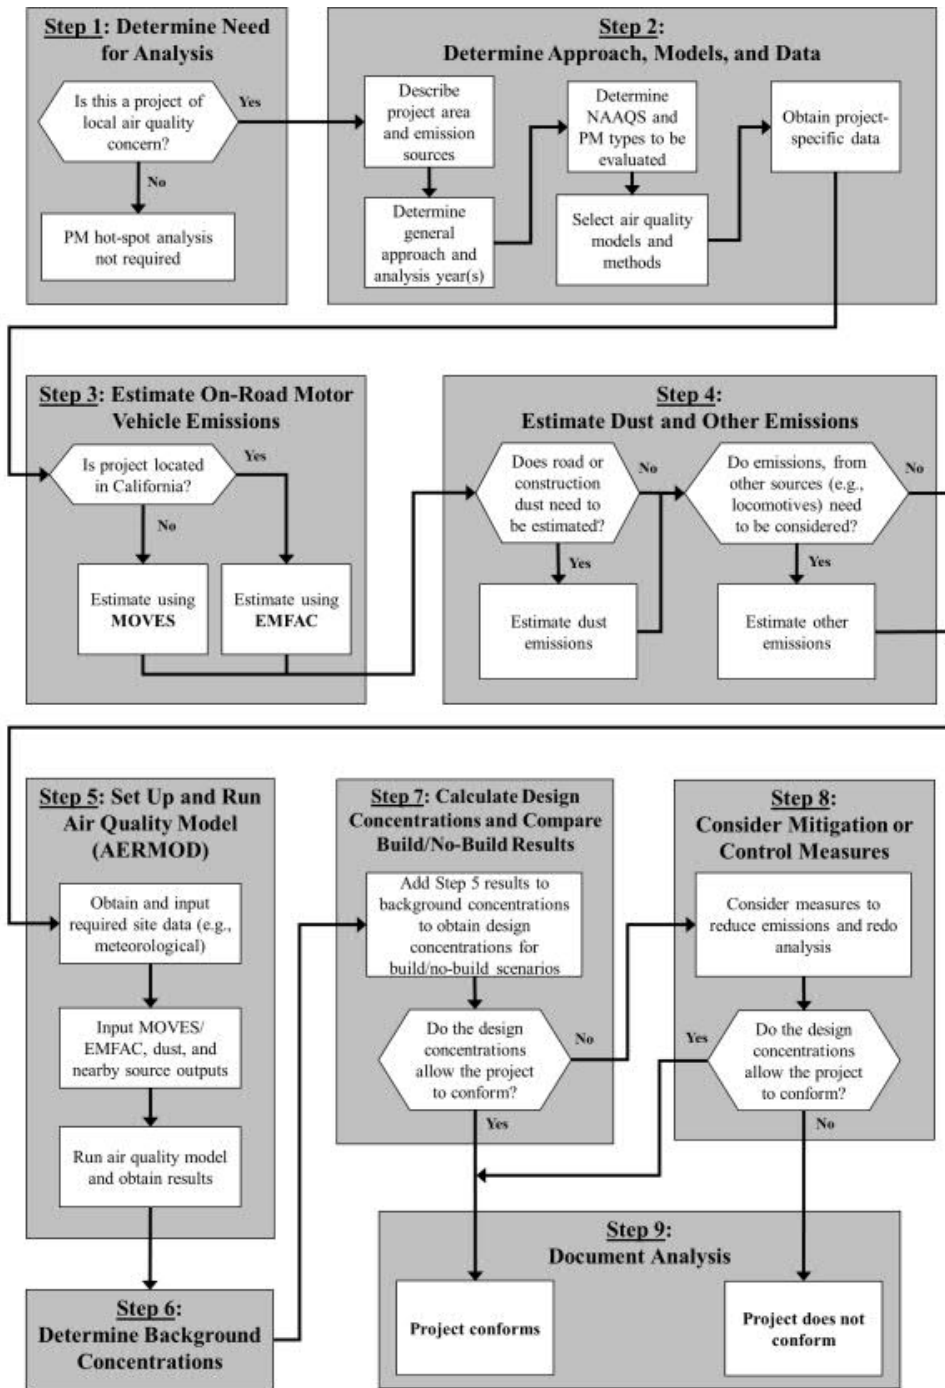 Step 1: Determine Need
for Analysis
Is this a project of
local air quality
concern?
Yes
No
PM hot-spot analysis
not required
Step 2:
Determine Approach, Models, and Data
Describe
project area
and emission
sources
Determine
general
approach and
analysis year(s)
Determine
NAAQS and
PM types to be
evaluated
Select air quality
models and
methods
Obtain project-
specific data
Step 3: Estimate On-Road Motor
Vehicle Emissions
Is project located
in California?
Yes
No
Estimate using
MOVES
Estimate using
EMFAC
Step 4:
Estimate Dust and Other Emissions
Does road or
construction
dust need to
be estimated?
No
Yes
Estimate dust
emissions
Do emissions, from
other sources (e.g.,
locomotives) need
to be considered?
No
Yes
Estimate other
emissions
Step 5: Set Up and Run
Air Quality Model
(AERMOD)
Obtain and input
required site data (e.g.,
meteorological)
Input MOVES/
EMFAC, dust, and
nearby source outputs
Run air quality model
and obtain results
Step 6:
Determine Background
Concentrations
Step 7: Calculate Design
Concentrations and Compare
Build/No-Build Results
Add Step 5 results to
background concentrations
to obtain design
concentrations for
build/no-build scenarios
Do the design
concentrations
allow the project
to conform?
No
Yes
Step 8:
Consider Mitigation or
Control Measures
Consider measures
to reduce emissions and redo
analysis
Yes
Do the design
concentrations
allow the project
to conform?
No
Step 9:
Document Analysis
Project conforms
Project does not
conform